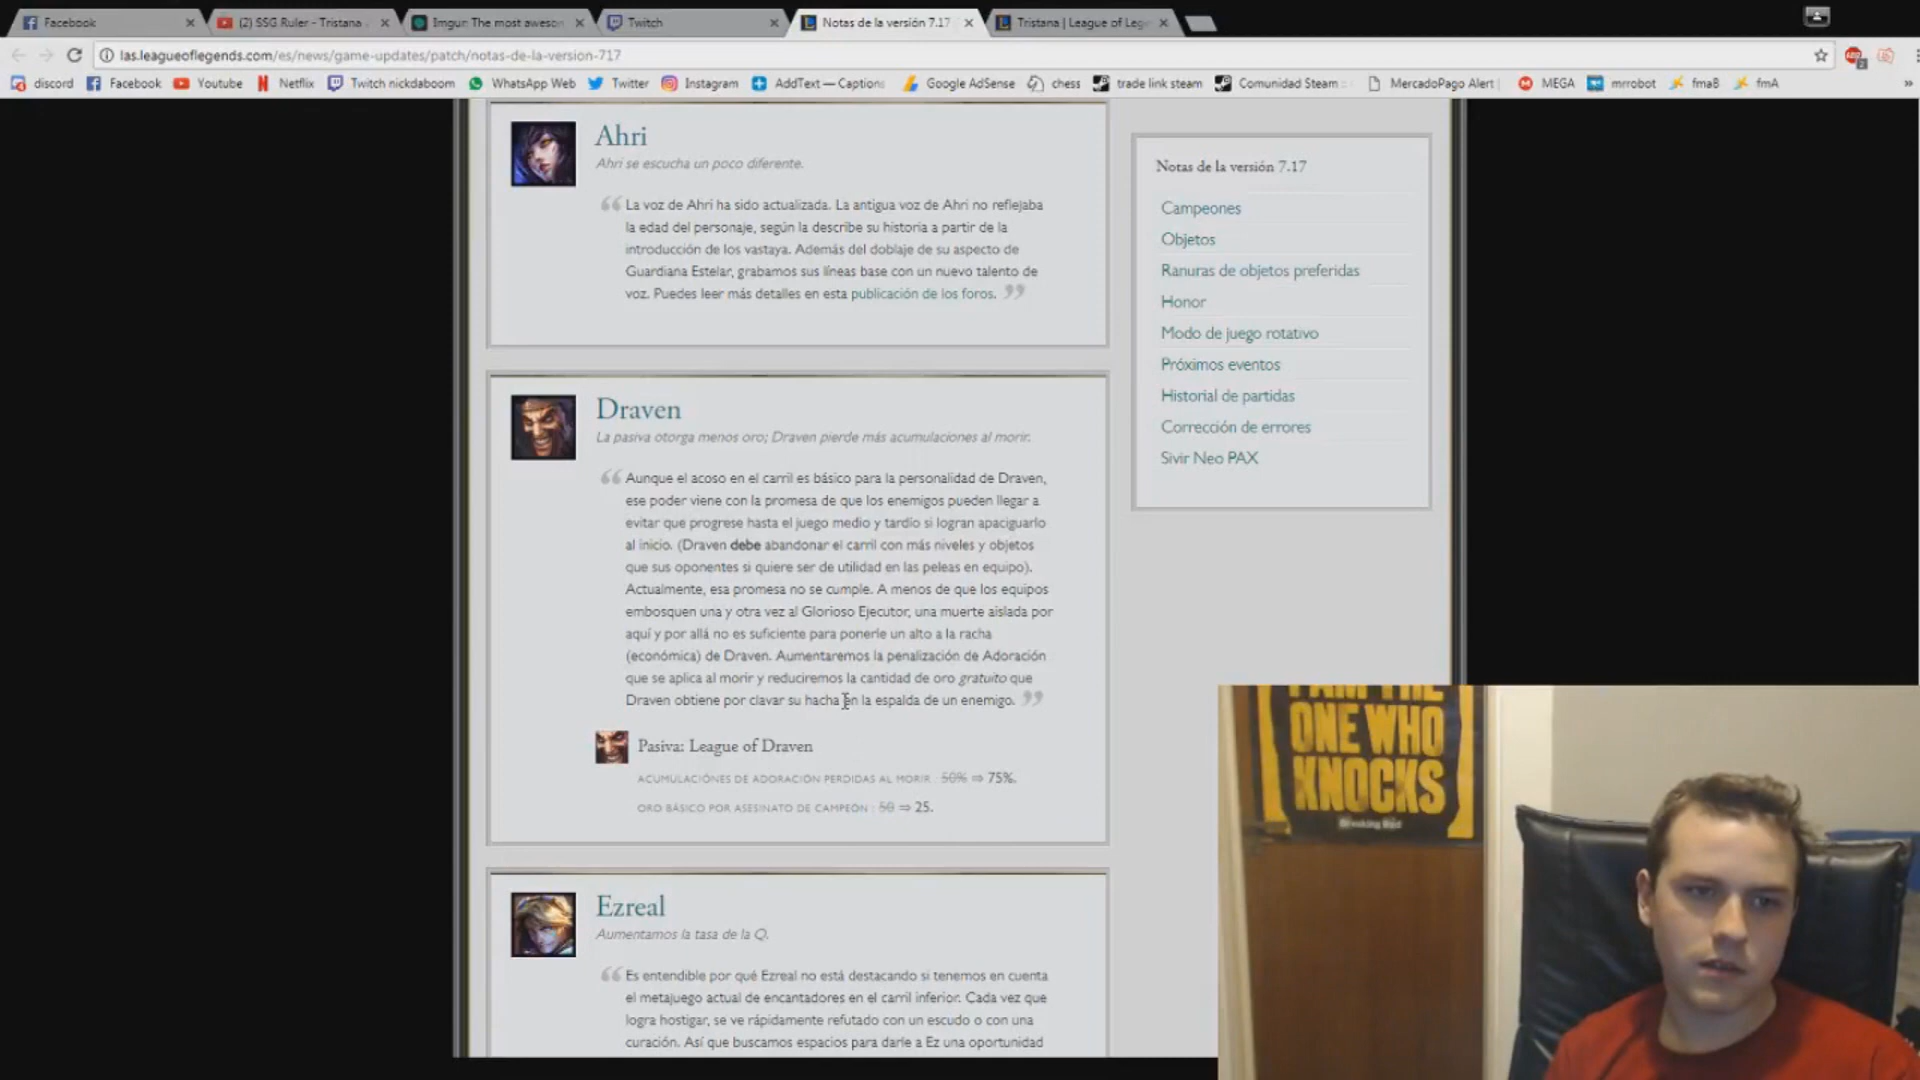 Facebook
(2) SSG Ruler - Tristana
Imgur: The most aweson
Twitch
Notas de la versión 7.17
Tristana | League of Lege
las.leagueoflegends.com/es/news/game-updates/patch/notas-de-la-version-717
discord
Facebook
Youtube
Netflix
Twitch nickdaboom
WhatsApp Web
Twitter
Instagram
AddText — Captions
Google AdSense
chess
trade link steam
Comunidad Steam ::
MercadoPago Alert
MEGA
mrrobot
fmaB
fmA
»
Ahri
Ahri se escucha un poco diferente.
La voz de Ahri ha sido actualizada. La antigua voz de Ahri no reflejaba
la edad del personaje, según la describe su historia a partir de la
introducción de los vastaya. Además del doblaje de su aspecto de
Guardiana Estelar, grabamos sus líneas base con un nuevo talento de
voz. Puedes leer más detalles en esta publicación de los foros.
Draven
La pasiva otorga menos oro; Draven pierde más acumulaciones al morir.
Aunque el acoso en el carril es básico para la personalidad de Draven,
ese poder viene con la promesa de que los enemigos pueden llegar a
evitar que progrese hasta el juego medio y tardío si logran apaciguarlo
al inicio. (Draven debe abandonar el carril con más niveles y objetos
que sus oponentes si quiere ser de utilidad en las peleas en equipo).
Actualmente, esa promesa no se cumple. A menos de que los equipos
embosquen una y otra vez al Glorioso Ejecutor, una muerte aislada por
aquí y por allá no es suficiente para ponerle un alto a la racha
(económica) de Draven. Aumentaremos la penalización de Adoración
que se aplica al morir y reduciremos la cantidad de oro gratuito que
Draven obtiene por clavar su hacha en la espalda de un enemigo.
Pasiva: League of Draven
ACUMULACIÓNES DE ADORACIÓN PERDIDAS AL MORIR : 50% ⇒ 75%.
ORO BÁSICO POR ASESINATO DE CAMPEÓN : 50 ⇒ 25.
Ezreal
Aumentamos la tasa de la Q.
Es entendible por qué Ezreal no está destacando si tenemos en cuenta
el metajuego actual de encantadores en el carril inferior. Cada vez que
logra hostigar, se ve rápidamente refutado con un escudo o con una
curación. Así que buscamos espacios para darle a Ez una oportunidad
Notas de la versión 7.17
Campeones
Objetos
Ranuras de objetos preferidas
Honor
Modo de juego rotativo
Próximos eventos
Historial de partidas
Corrección de errores
Sivir Neo PAX
I AM THE
ONE WHO
KNOCKS
Breaking Bad